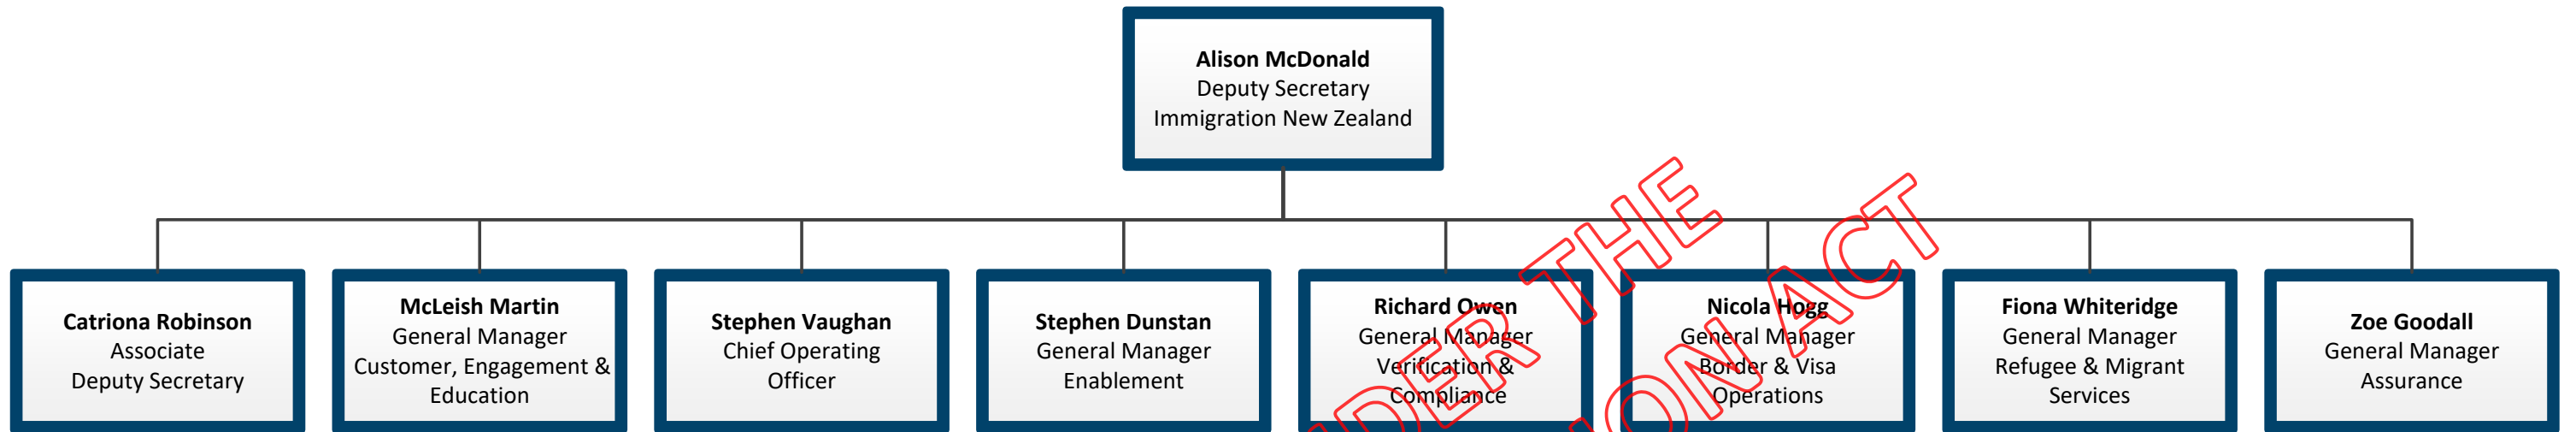 Alison McDonald
Deputy Secretary
Immigration New Zealand
Catriona Robinson
Associate
Deputy Secretary
McLeish Martin
General Manager
Customer, Engagement &
Education
Stephen Vaughan
Chief Operating
Officer
Stephen Dunstan
General Manager
Enablement
Richard Owen
General Manager
Verification &
Compliance
Nicola Hogg
General Manager
Border & Visa
Operations
Fiona Whiteridge
General Manager
Refugee & Migrant
Services
Zoe Goodall
General Manager
Assurance
THE
ACT